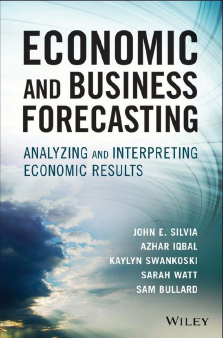 ECONOMIC
AND BUSINESS
FORECASTING
ANALYZING AND INTERPRETING
ECONOMIC RESULTS
JOHN E. SILVIA
AZHAR IQBAL
KAYLYN SWANKOSKI
SARAH WATT
SAM BULLARD
WILEY